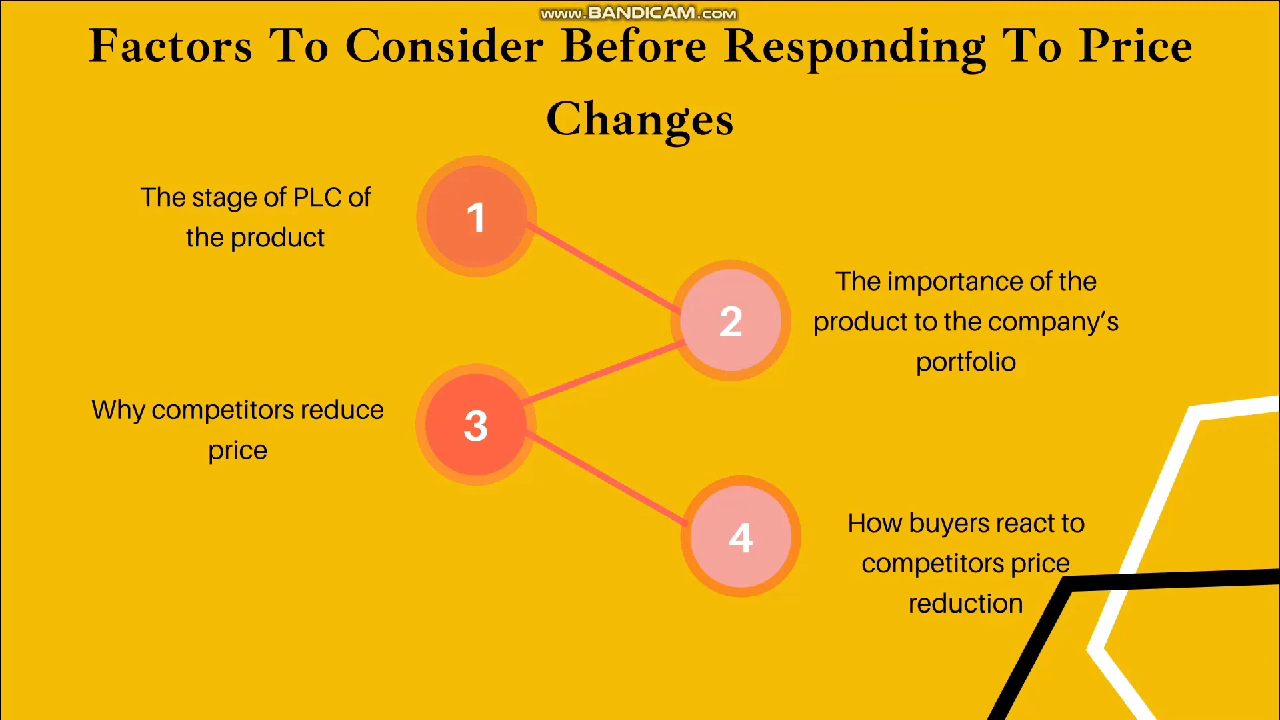 www.BANDICAM.com
Factors To Consider Before Responding To Price
Changes
The stage of PLC of
the product
1
2
The importance of the
product to the company’s
portfolio
Why competitors reduce
price
3
4
How buyers react to
competitors price
reduction